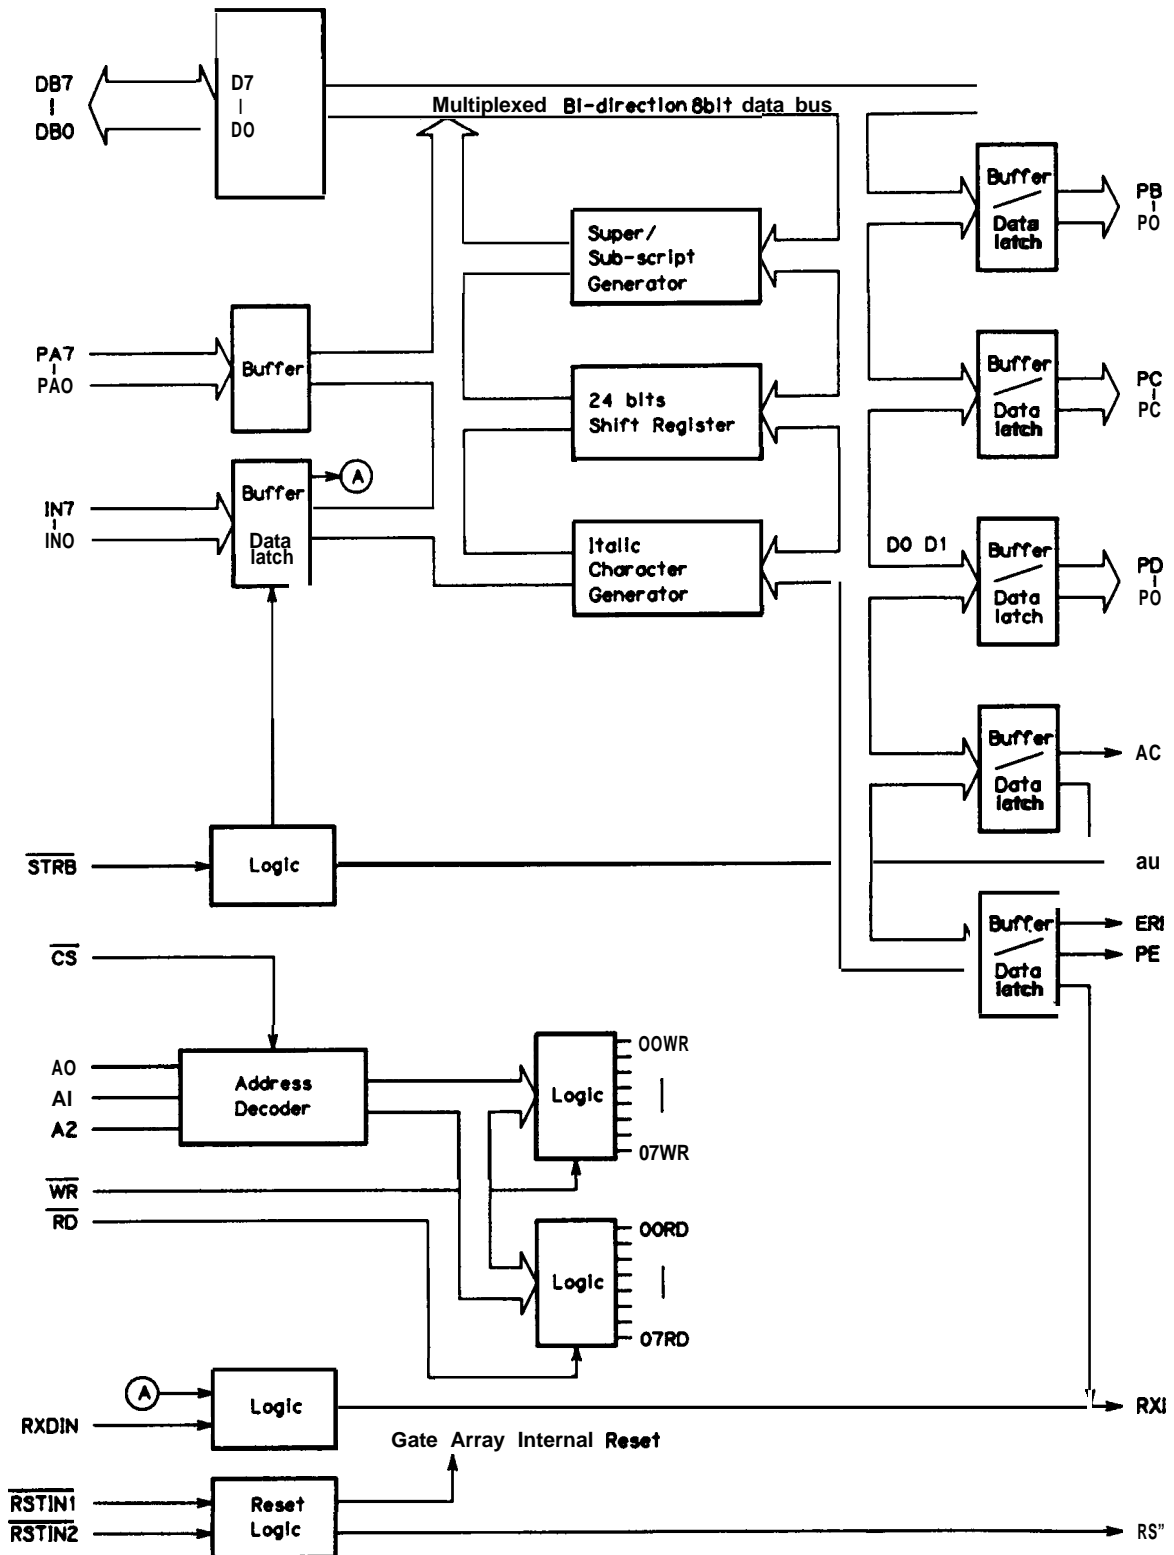 DB7
DB0
D7
D0
Multiplexed Bi-direction 8bit data bus
Buffer
Data
latch
PB
PO
Super/
Sub-script
Generator
PA7
PA0
Buffer
24 bits
Shift Register
Buffer
Data
latch
PC
PC
IN7
IN0
Buffer
Data
latch
A
Italic
Character
Generator
D0 D1
Buffer
Data
latch
PD
PO
Buffer
Data
latch
AC
STRB
Logic
au
CS
Buffer
Data
latch
ERI
PE
A0
A1
A2
Address
Decoder
Logic
00WR
07WR
WR
RD
Logic
00RD
07RD
A
RXDIN
Logic
RXI
Gate Array Internal Reset
RSTIN1
RSTIN2
Reset
Logic
RS"